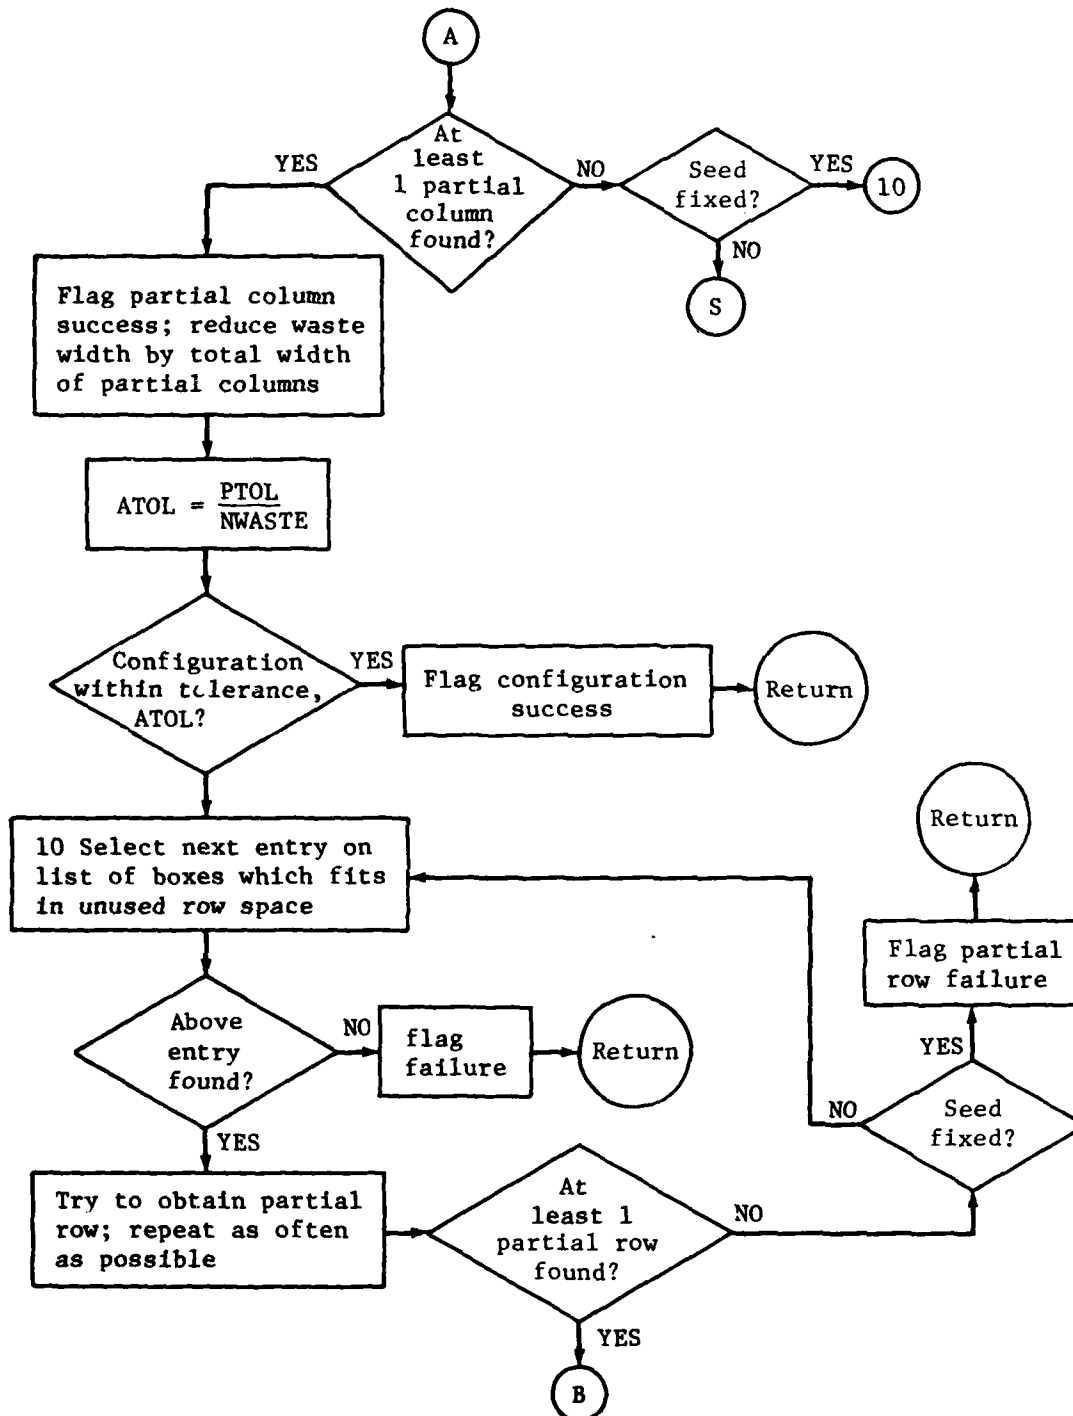 A
At
least
1 partial
column
found?
YES
NO
Seed
fixed?
YES
10
NO
S
Flag partial column
success; reduce waste
width by total width
of partial columns
ATOL = PTOL
NWASTE
Configuration
within tolerance,
ATOL?
YES
Flag configuration
success
Return
10 Select next entry on
list of boxes which fits
in unused row space
Return
Flag partial
row failure
YES
Above
entry
found?
NO
flag
failure
Return
NO
Seed
fixed?
YES
Try to obtain partial
row; repeat as often
as possible
At
least 1
partial row
found?
NO
YES
B